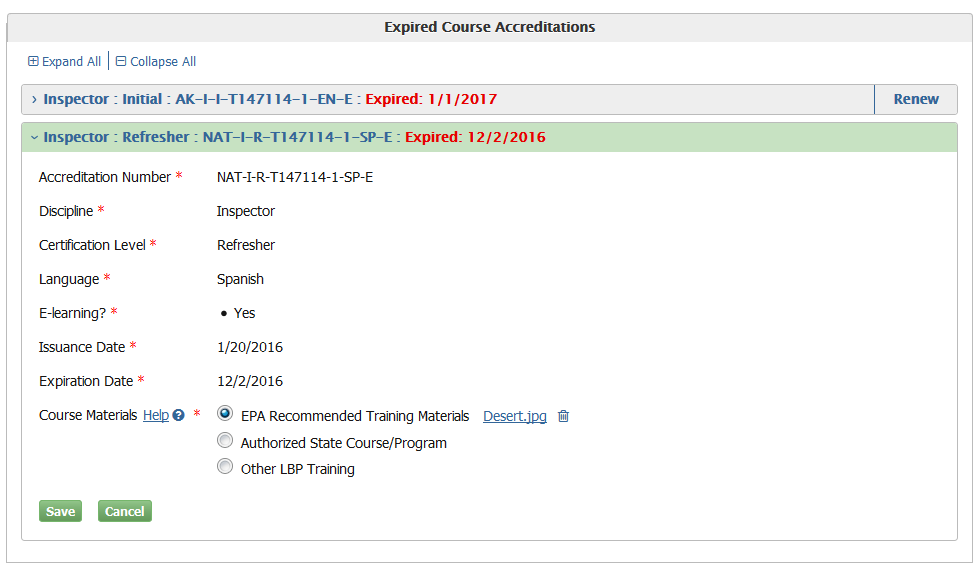 Expired Course Accreditations
Expand All | Collapse All
Inspector : Initial : AK-I-I-T147114-1-EN-E : Expired: 1/1/2017 Renew
Inspector : Refresher : NAT-I-R-T147114-1-SP-E : Expired: 12/2/2016
Accreditation Number * NAT-I-R-T147114-1-SP-E
Discipline * Inspector
Certification Level * Refresher
Language * Spanish
E-learning? * • Yes
Issuance Date * 1/20/2016
Expiration Date * 12/2/2016
Course Materials Help ? * EPA Recommended Training Materials Desert.jpg
Authorized State Course/Program
Other LBP Training
Save Cancel